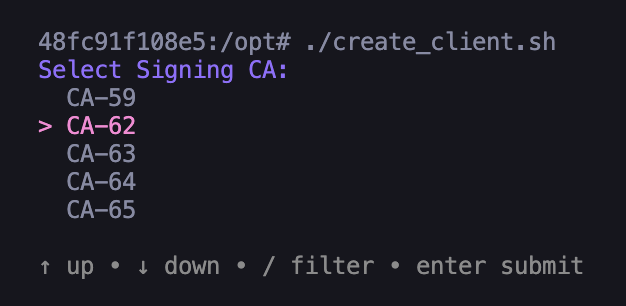 48fc91f108e5:/opt# ./create_client.sh
Select Signing CA:
CA-59
> CA-62
CA-63
CA-64
CA-65
↑ up • ↓ down • / filter • enter submit